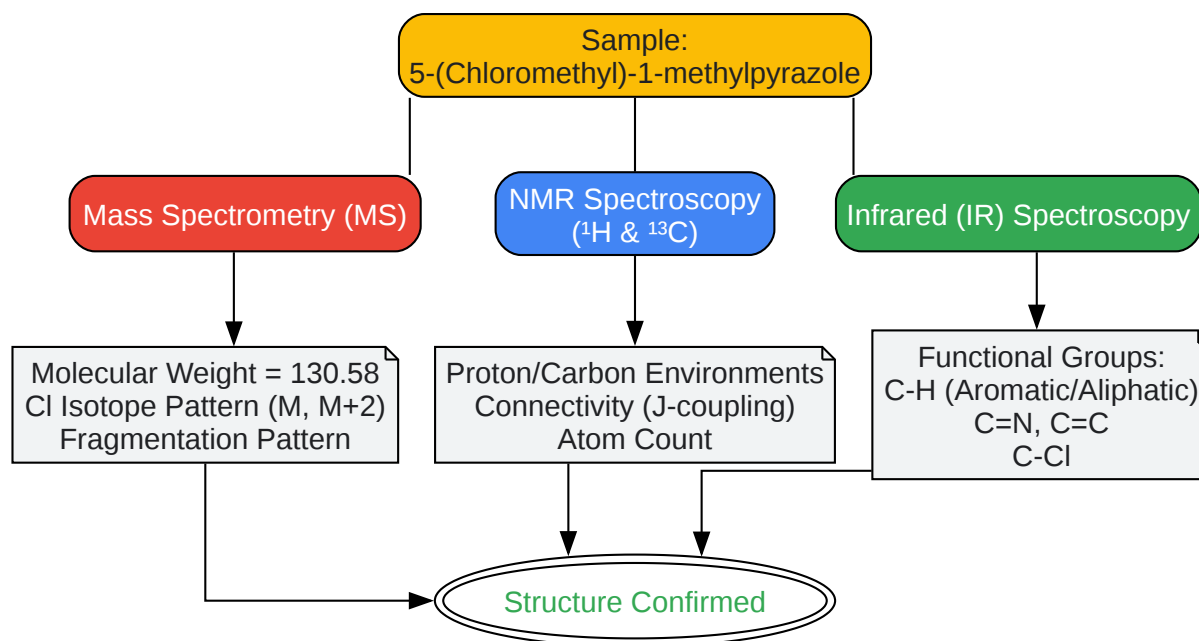 Sample:
5-(Chloromethyl)-1-methylpyrazole
Mass Spectrometry (MS)
NMR Spectroscopy
(¹H & ¹³C)
Infrared (IR) Spectroscopy
Molecular Weight = 130.58
Cl Isotope Pattern (M, M+2)
Fragmentation Pattern
Proton/Carbon Environments
Connectivity (J-coupling)
Atom Count
Functional Groups:
C-H (Aromatic/Aliphatic)
C=N, C=C
C-Cl
Structure Confirmed